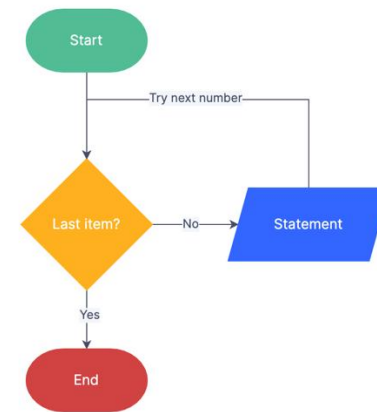 Start
Try next number
Last item?
No
Statement
Yes
End